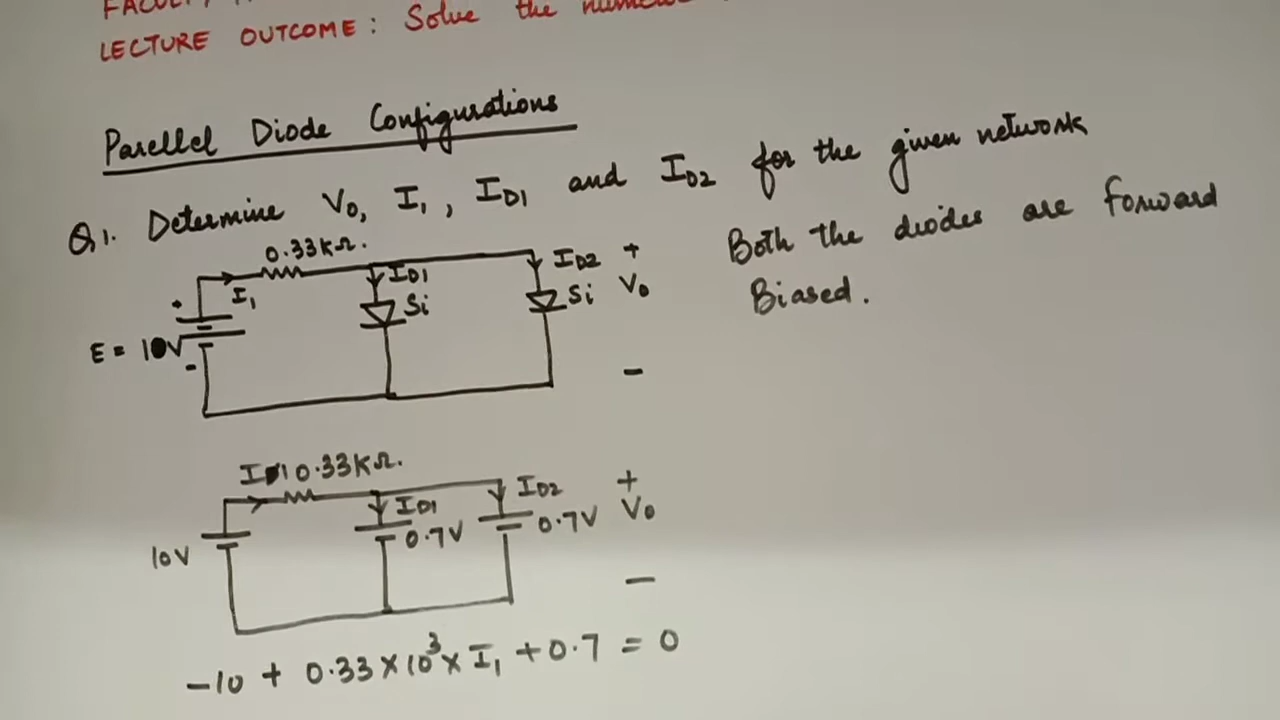 LECTURE OUTCOME: Solve the
Parellel Diode Configurations
Q1. Determine V0, I1, ID1 and ID2 for the given network
Both the diodes are forward
Biased.
0.33KΩ.
I1
ID1
Si
ID2
Si
+
V0
-
+
E = 10V
-
I1 0.33KΩ.
ID1
0.7V
ID2
0.7V
+
V0
-
10V
-10 + 0.33×10³× I1 + 0.7 = 0